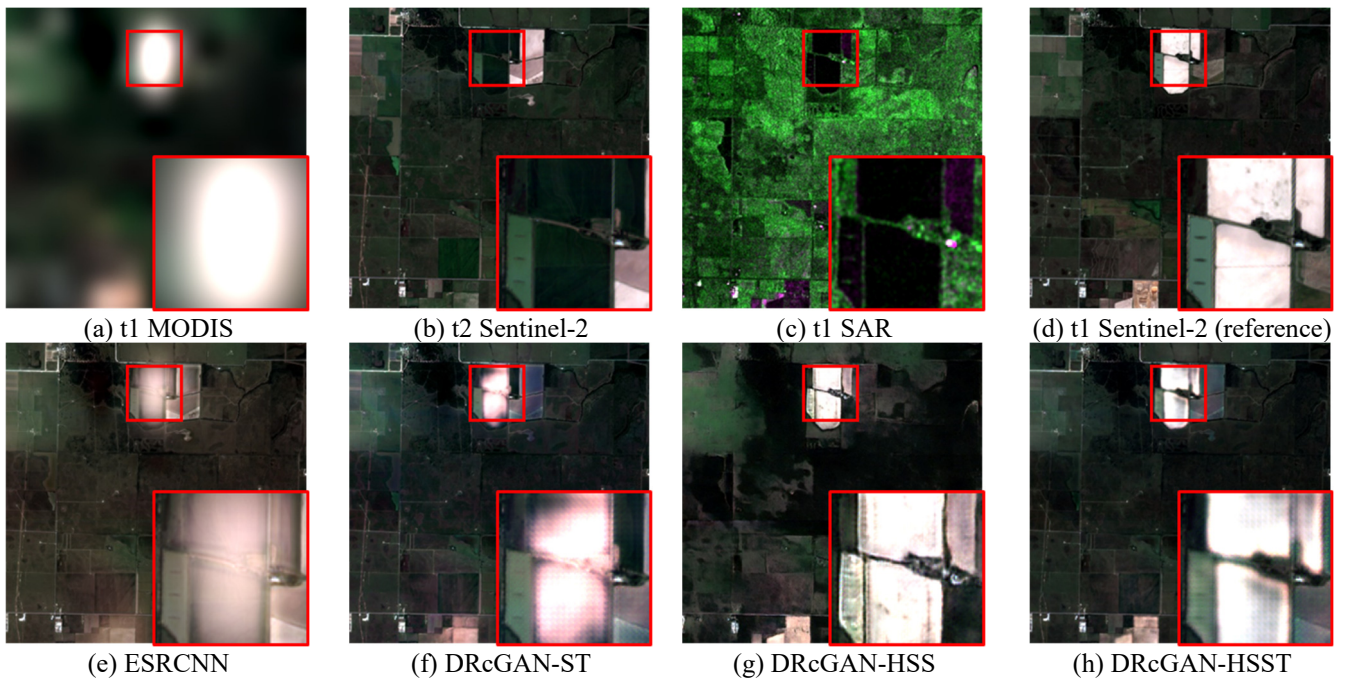 (a) t1 MODIS
(b) t2 Sentinel-2
(c) t1 SAR
(d) t1 Sentinel-2 (reference)
(e) ESRCNN
(f) DRcGAN-ST
(g) DRcGAN-HSS
(h) DRcGAN-HSST